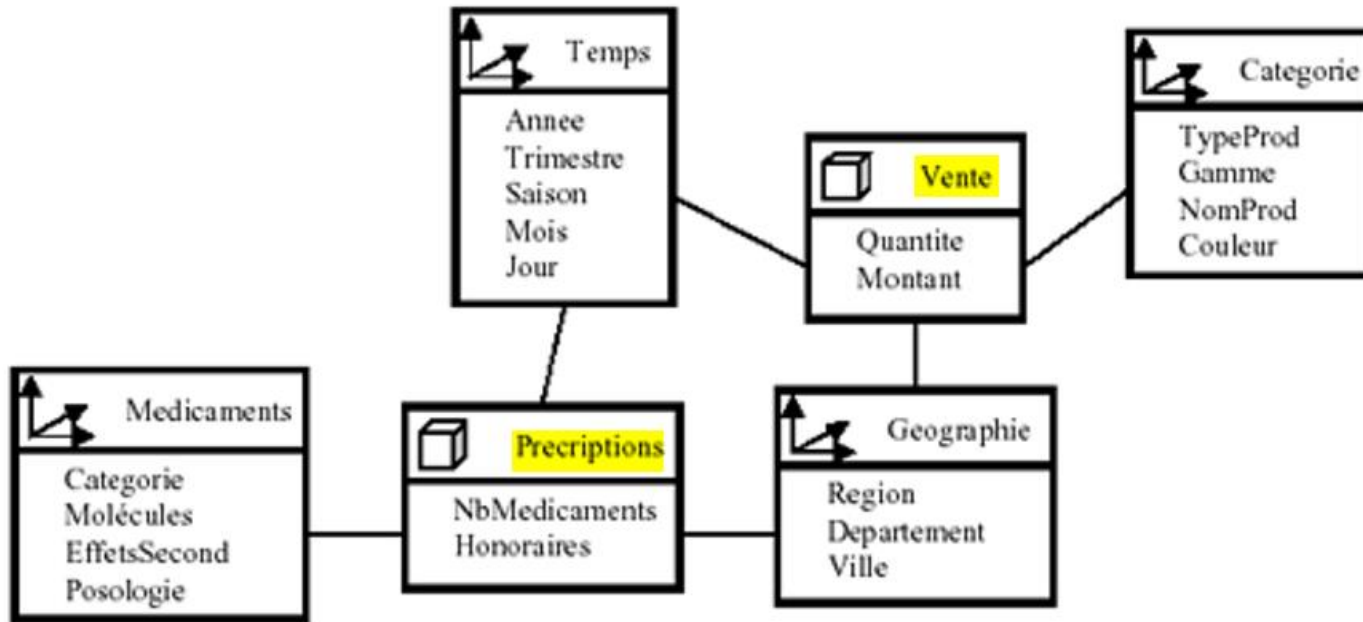 Temps
Annee
Trimestre
Saison
Mois
Jour
Categorie
TypeProd
Gamme
NomProd
Couleur
Vente
Quantite
Montant
Medicaments
Categorie
Molécules
EffetsSecond
Posologie
Precriptions
NbMedicaments
Honoraires
Geographie
Region
Departement
Ville